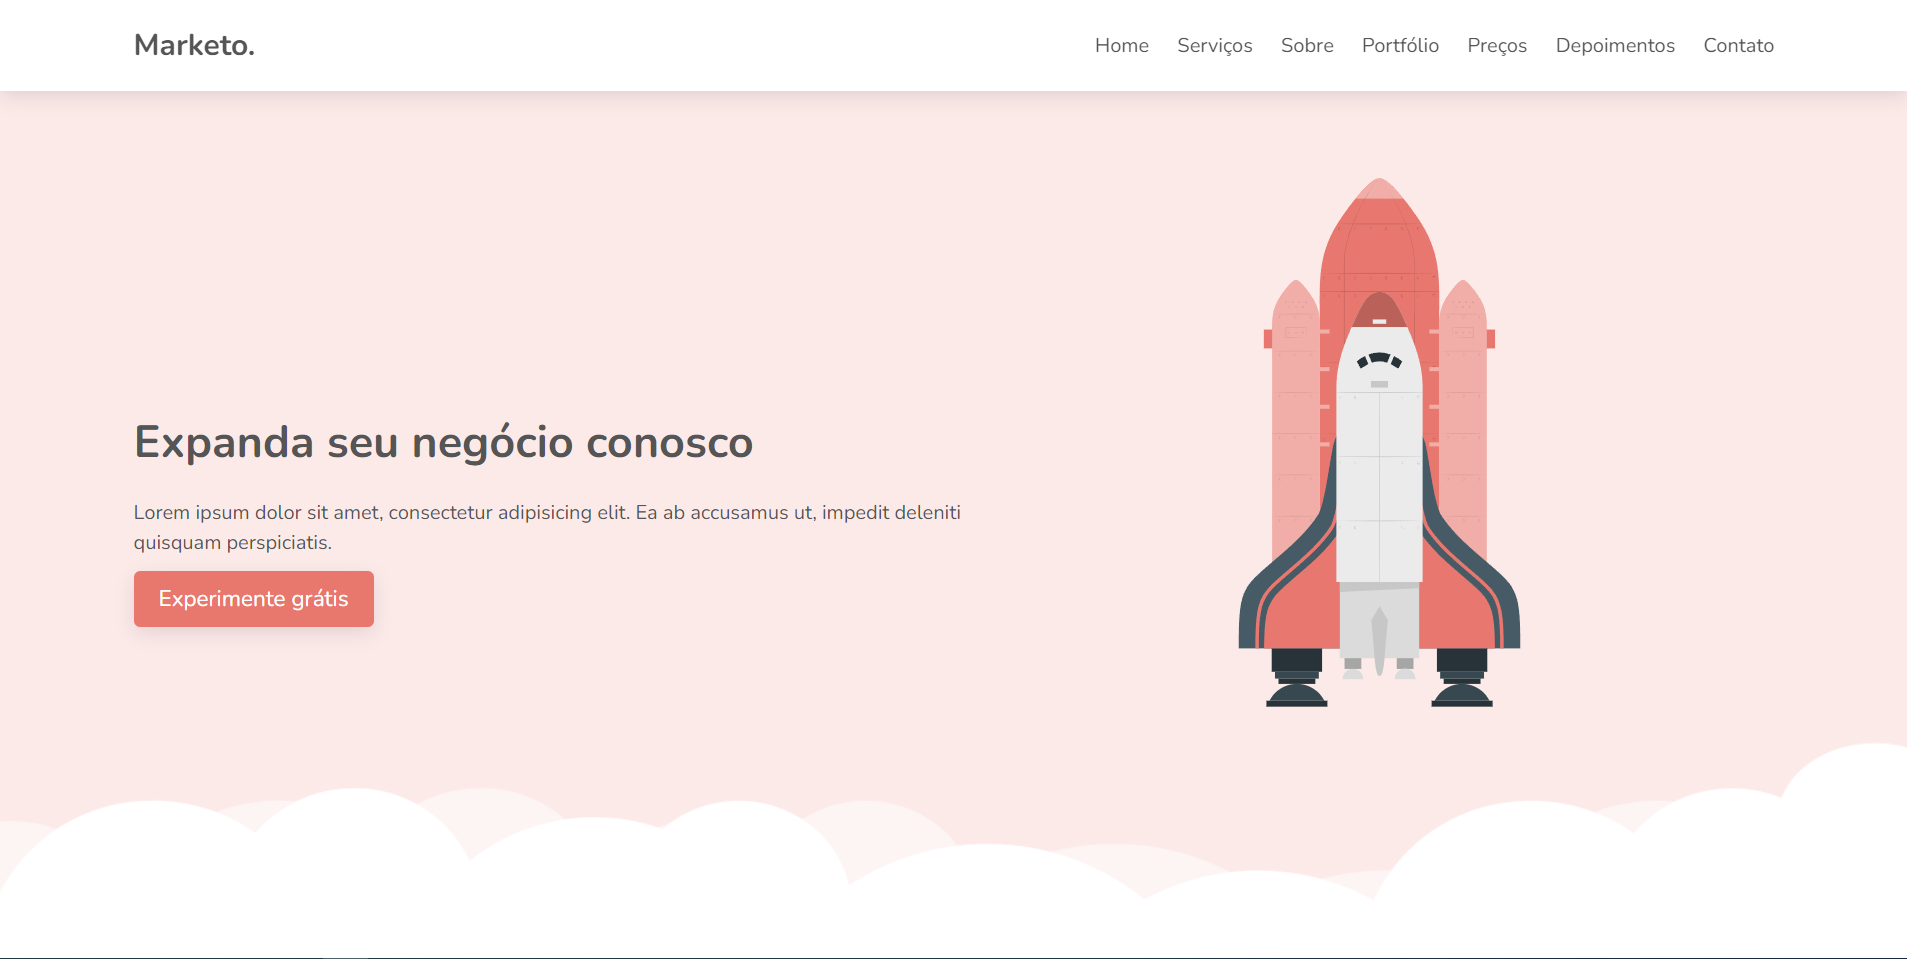 Marketo.
Home Serviços Sobre Portfólio Preços Depoimentos Contato
Expanda seu negócio conosco
Lorem ipsum dolor sit amet, consectetur adipisicing elit. Ea ab accusamus ut, impedit deleniti
quisquam perspiciatis.
Experimente grátis